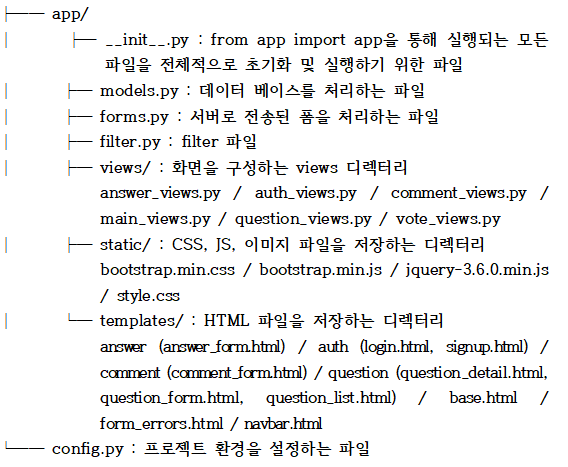 ├── app/
│ ├── __init__.py : from app import app을 통해 실행되는 모든
파일을 전체적으로 초기화 및 실행하기 위한 파일
│ ├── models.py : 데이터 베이스를 처리하는 파일
│ ├── forms.py : 서버로 전송된 폼을 처리하는 파일
│ ├── filter.py : filter 파일
│ ├── views/ : 화면을 구성하는 views 디렉터리
answer_views.py / auth_views.py / comment_views.py /
main_views.py / question_views.py / vote_views.py
│ ├── static/ : CSS, JS, 이미지 파일을 저장하는 디렉터리
bootstrap.min.css / bootstrap.min.js / jquery-3.6.0.min.js
/ style.css
│ └── templates/ : HTML 파일을 저장하는 디렉터리
answer (answer_form.html) / auth (login.html, signup.html) /
comment (comment_form.html) / question (question_detail.html,
question_form.html, question_list.html) / base.html /
form_errors.html / navbar.html
└── config.py : 프로젝트 환경을 설정하는 파일